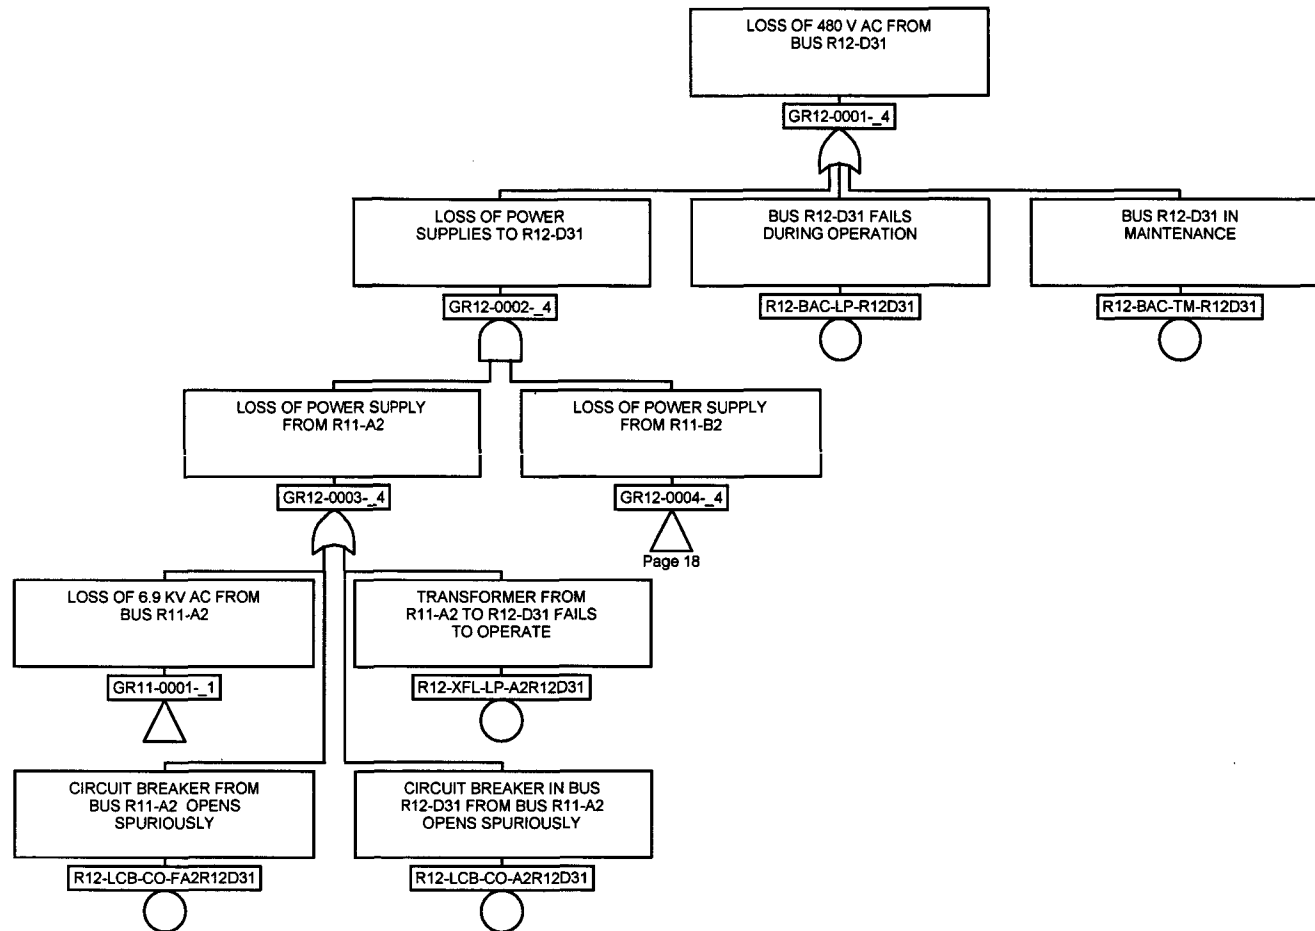 LOSS OF 480 V AC FROM
BUS R12-D31
GR12-0001-_4
LOSS OF POWER
SUPPLIES TO R12-D31
GR12-0002-_4
BUS R12-D31 FAILS
DURING OPERATION
R12-BAC-LP-R12D31
BUS R12-D31 IN
MAINTENANCE
R12-BAC-TM-R12D31
LOSS OF POWER SUPPLY
FROM R11-A2
GR12-0003-_4
LOSS OF POWER SUPPLY
FROM R11-B2
GR12-0004-_4
Page 18
LOSS OF 6.9 KV AC FROM
BUS R11-A2
GR11-0001-_1
TRANSFORMER FROM
R11-A2 TO R12-D31 FAILS
TO OPERATE
R12-XFL-LP-A2R12D31
CIRCUIT BREAKER FROM
BUS R11-A2 OPENS
SPURIOUSLY
R12-LCB-CO-FA2R12D31
CIRCUIT BREAKER IN BUS
R12-D31 FROM BUS R11-A2
OPENS SPURIOUSLY
R12-LCB-CO-A2R12D31